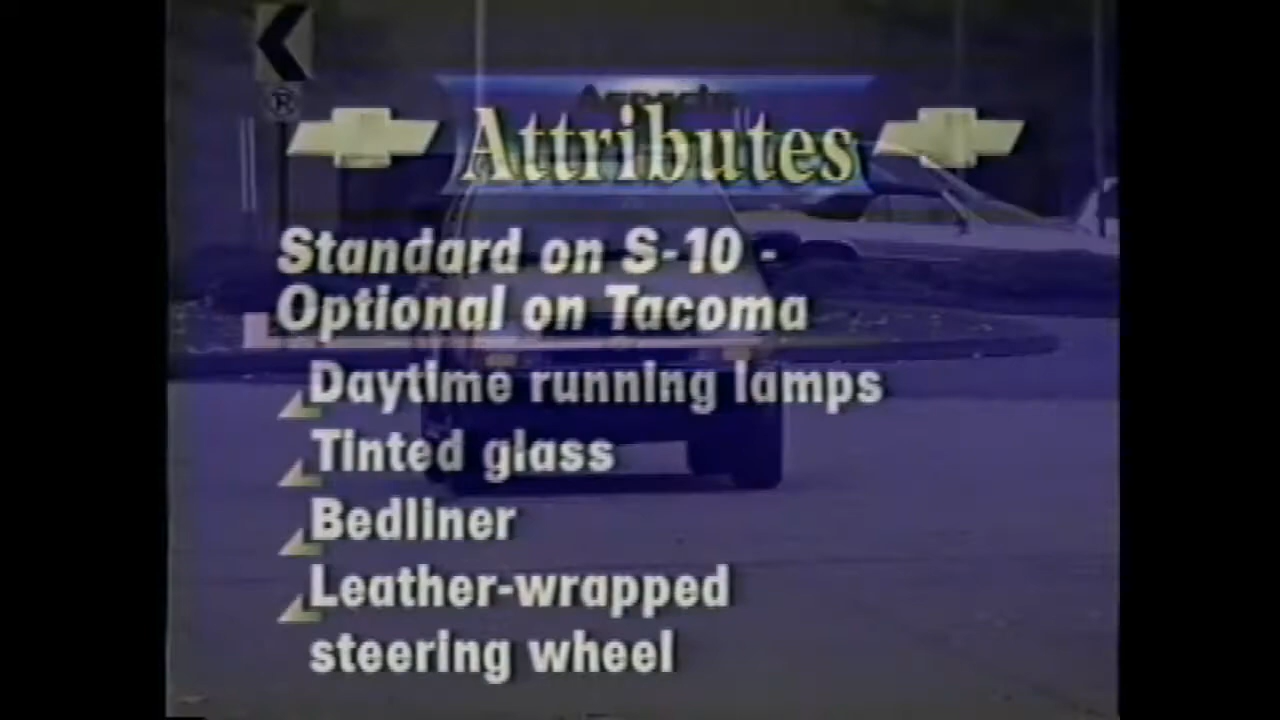 Attributes
Standard on S-10 -
Optional on Tacoma
Daytime running lamps
Tinted glass
Bedliner
Leather-wrapped
steering wheel